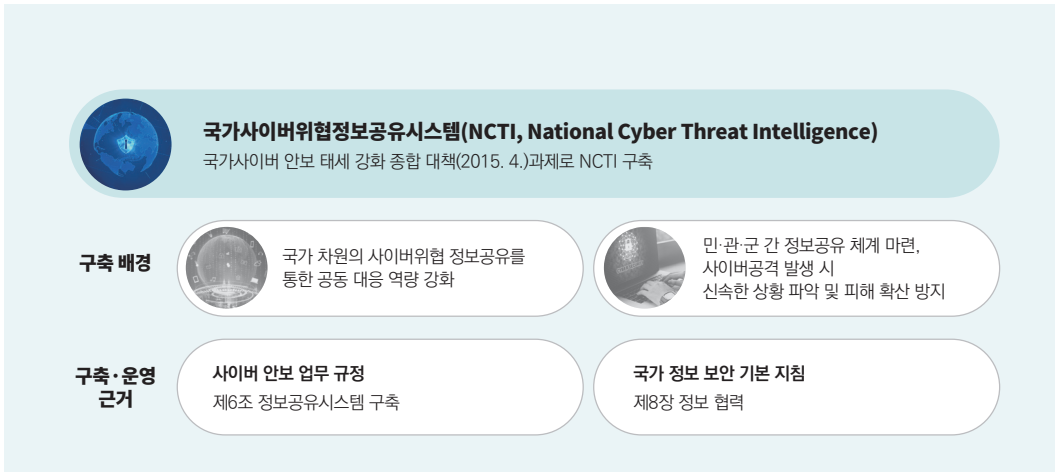 국가사이버위협정보공유시스템(NCTI, National Cyber Threat Intelligence)
국가사이버 안보 태세 강화 종합 대책(2015. 4.)과제로 NCTI 구축
구축 배경
국가 차원의 사이버위협 정보공유를
통한 공동 대응 역량 강화
민·관·군 간 정보공유 체계 마련,
사이버공격 발생 시
신속한 상황 파악 및 피해 확산 방지
구축·운영
근거
사이버 안보 업무 규정
제6조 정보공유시스템 구축
국가 정보 보안 기본 지침
제8장 정보 협력